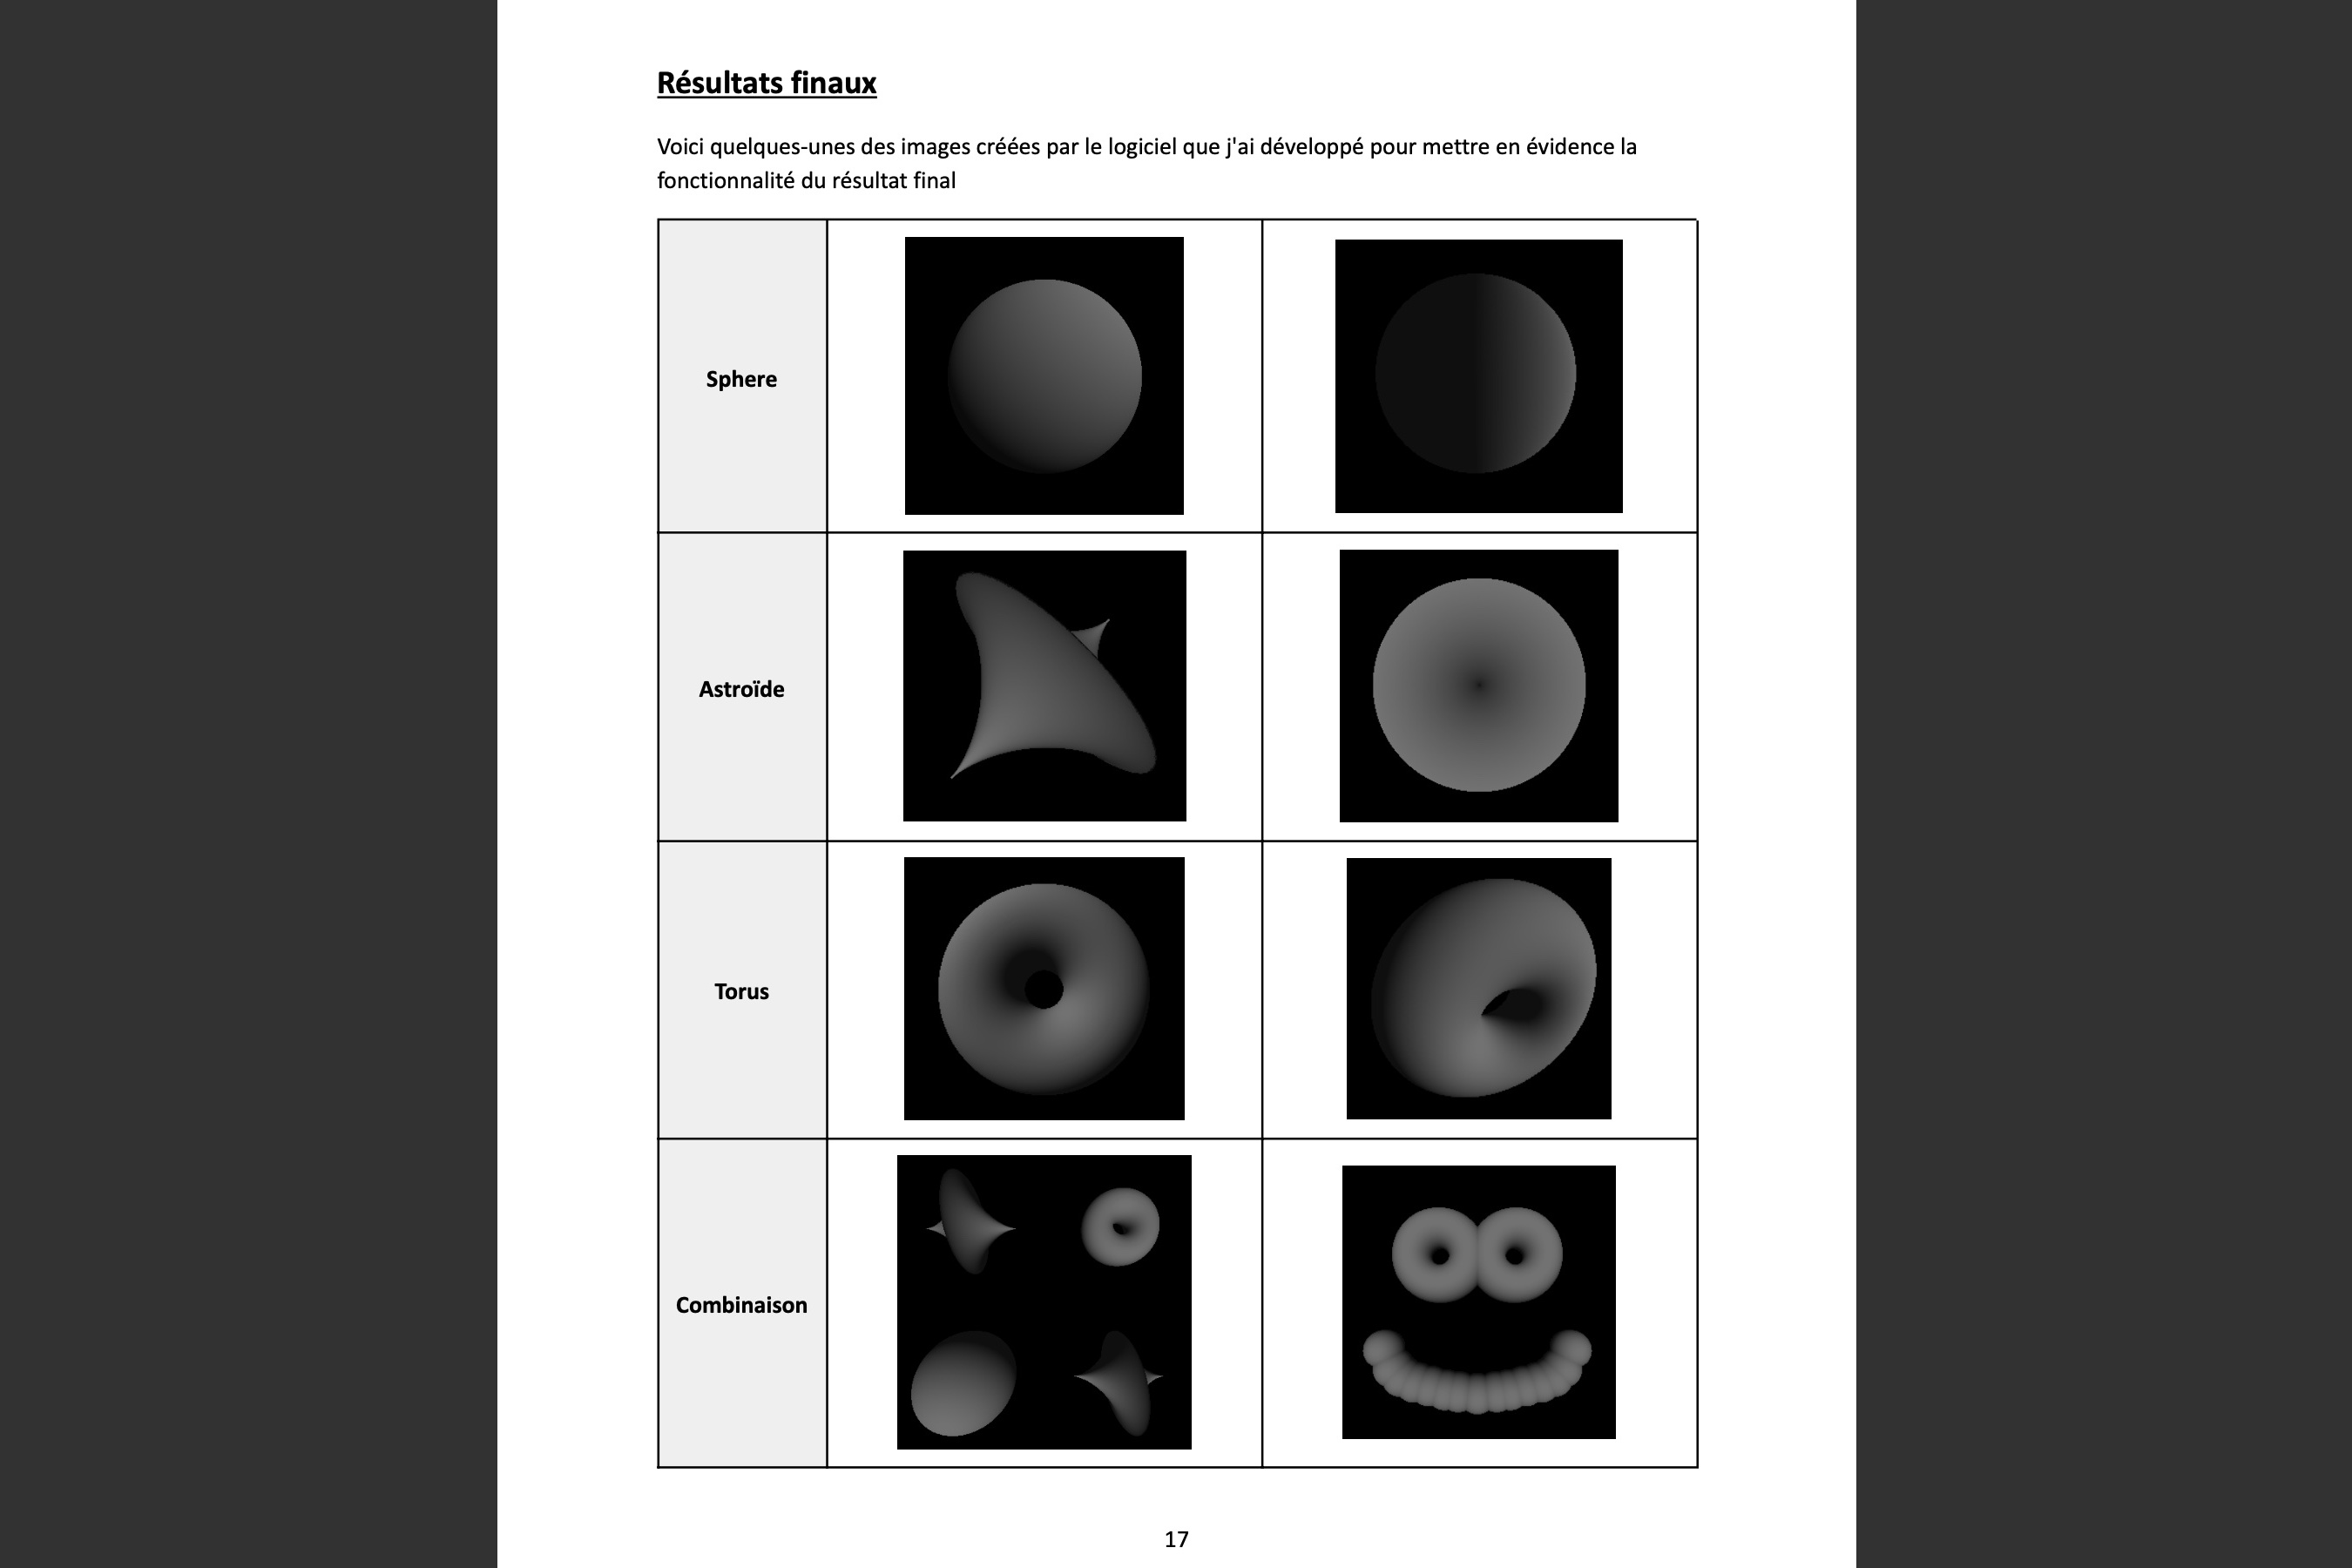 Résultats finaux
Voici quelques-unes des images créées par le logiciel que j'ai développé pour mettre en évidence la
fonctionnalité du résultat final
Sphere
Astroïde
Torus
Combinaison
17